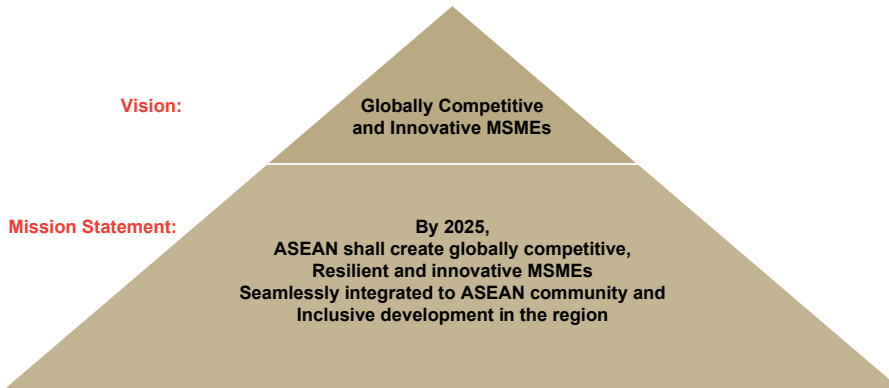 Vision:
Globally Competitive
and Innovative MSMEs
Mission Statement:
By 2025,
ASEAN shall create globally competitive,
Resilient and innovative MSMEs
Seamlessly integrated to ASEAN community and
Inclusive development in the region